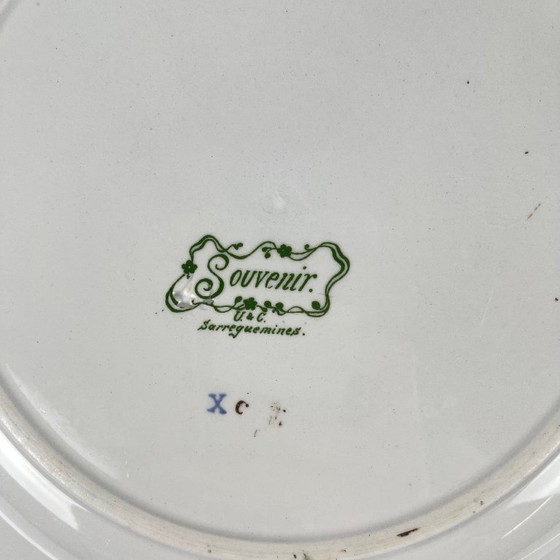 Souvenir.
U. & C.
Sarreguemines.
X C